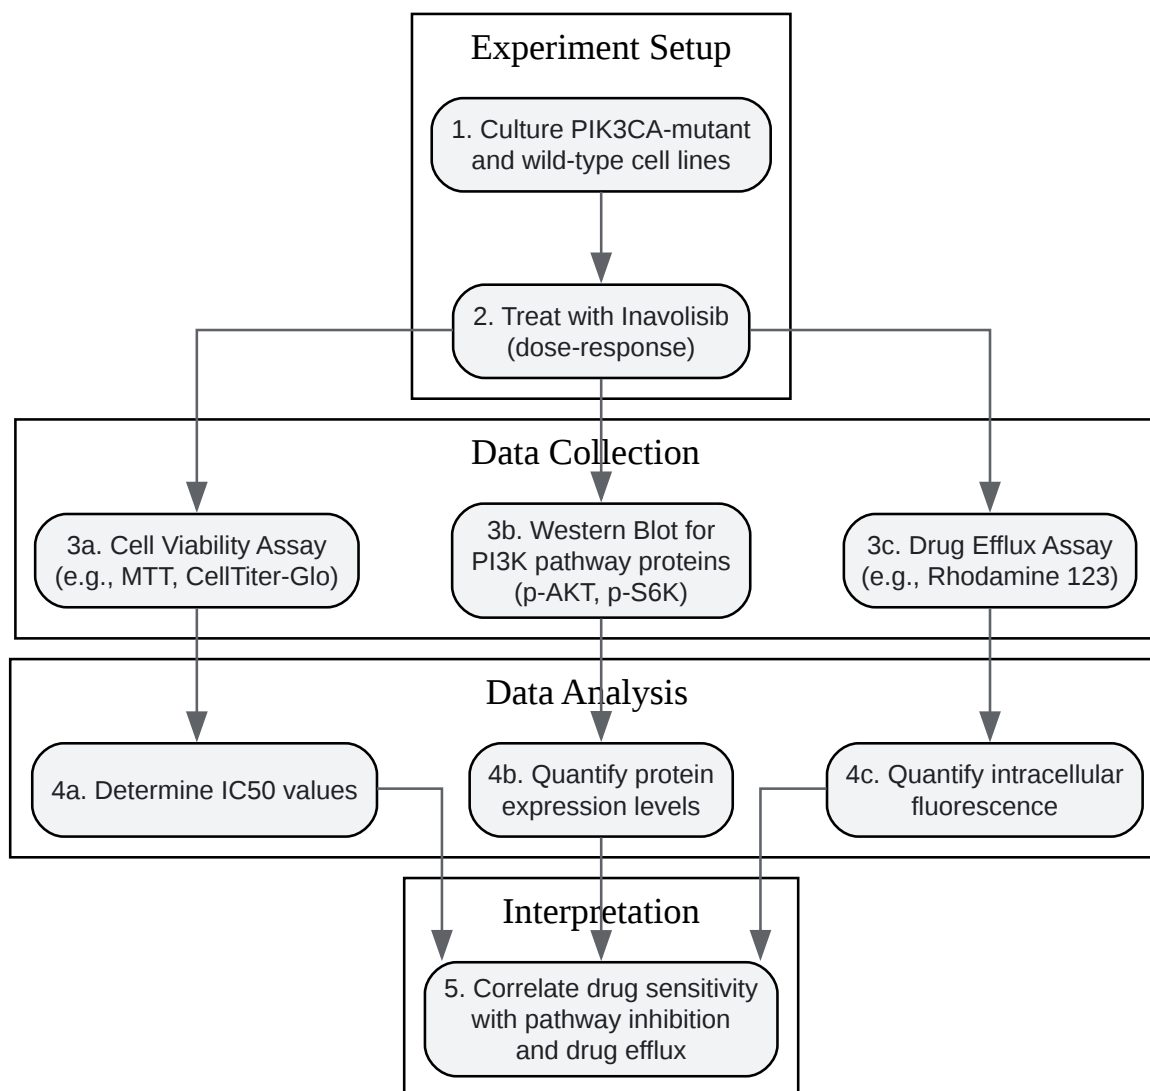 Experiment Setup
1. Culture PIK3CA-mutant
and wild-type cell lines
2. Treat with Inavolisib
(dose-response)
Data Collection
3a. Cell Viability Assay
(e.g., MTT, CellTiter-Glo)
3b. Western Blot for
PI3K pathway proteins
(p-AKT, p-S6K)
3c. Drug Efflux Assay
(e.g., Rhodamine 123)
Data Analysis
4a. Determine IC50 values
4b. Quantify protein
expression levels
4c. Quantify intracellular
fluorescence
Interpretation
5. Correlate drug sensitivity
with pathway inhibition
and drug efflux